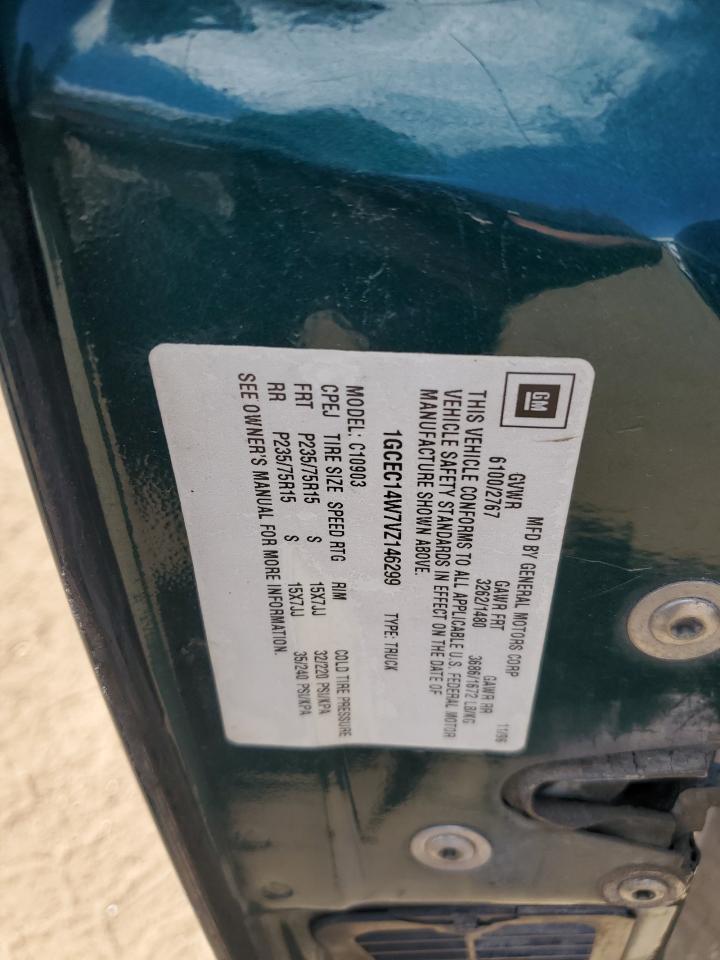 GM
MFD BY GENERAL MOTORS CORP 11/96
GVWR GAWR FRT GAWR RR
6100/2767 3262/1480 3686/1672 LB/KG
THIS VEHICLE CONFORMS TO ALL APPLICABLE U.S. FEDERAL MOTOR
VEHICLE SAFETY STANDARDS IN EFFECT ON THE DATE OF
MANUFACTURE SHOWN ABOVE.
1GCEC14W7VZ146299 TYPE: TRUCK
MODEL: C10903
CPEJ TIRE SIZE SPEED RTG RIM COLD TIRE PRESSURE
FRT P235/75R15 S 15X7JJ 32/220 PSI/KPA
RR P235/75R15 S 15X7JJ 35/240 PSI/KPA
SEE OWNER'S MANUAL FOR MORE INFORMATION.